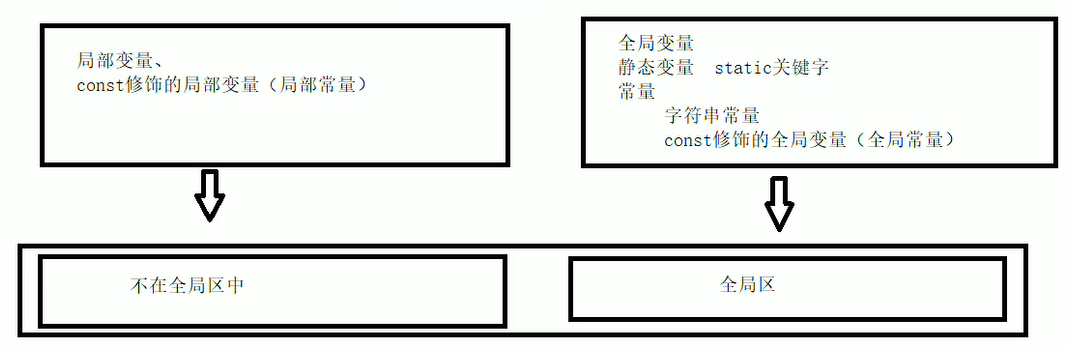 局部变量、
const修饰的局部变量（局部常量）
全局变量
静态变量 static关键字
常量
字符串常量
const修饰的全局变量（全局常量）
不在全局区中
全局区